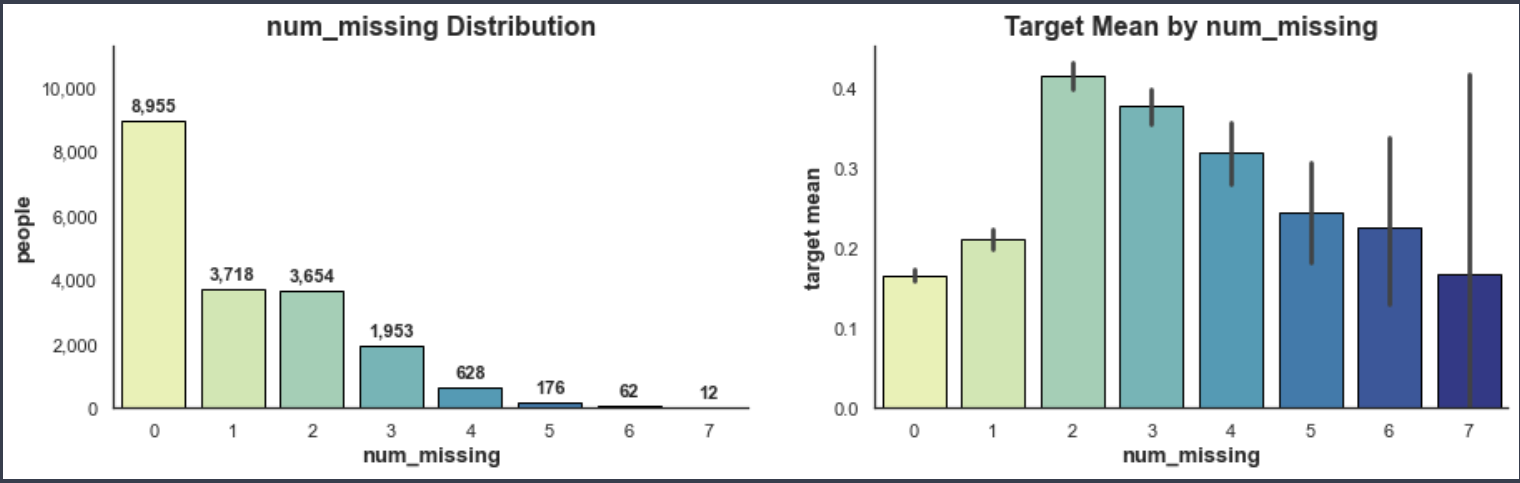 num_missing Distribution
10,000
8,000
6,000
4,000
2,000
0
people
8,955
3,718
3,654
1,953
628
176
62
12
0 1 2 3 4 5 6 7
num_missing
Target Mean by num_missing
0.4
0.3
0.2
0.1
0.0
target mean
0 1 2 3 4 5 6 7
num_missing